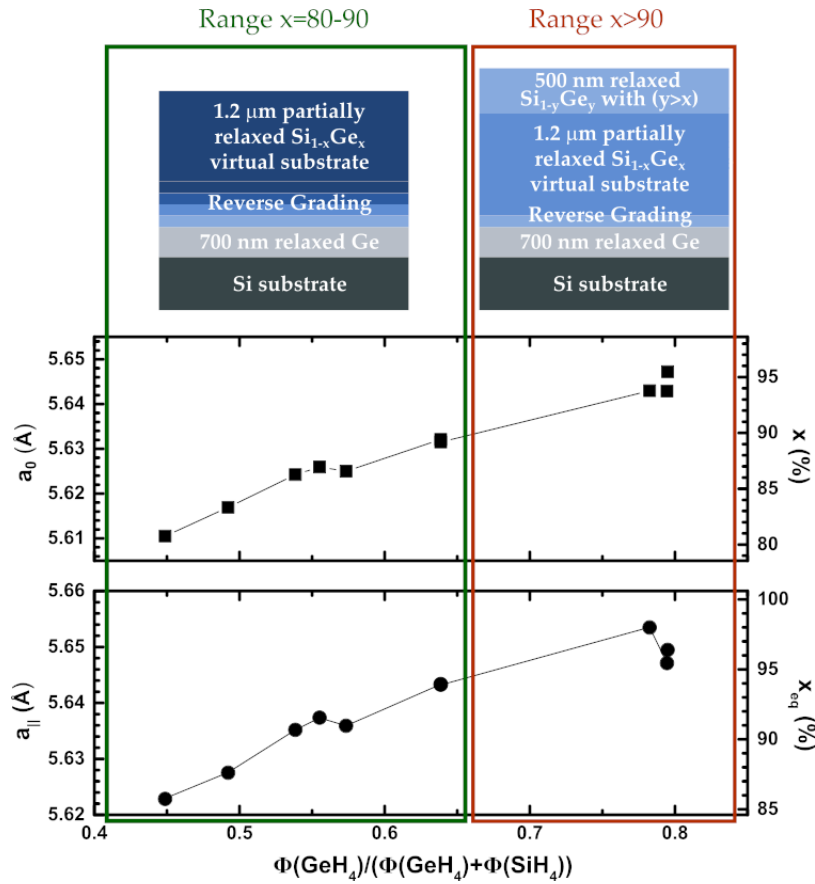 Range x=80-90
Range x>90
1.2 μm partially
relaxed Si1-xGex
virtual substrate
Reverse Grading
700 nm relaxed Ge
Si substrate
500 nm relaxed
Si1-yGey with (y>x)
1.2 μm partially
relaxed Si1-xGex
virtual substrate
Reverse Grading
700 nm relaxed Ge
Si substrate
a0 (Å)
5.65
5.64
5.63
5.62
5.61
95
90
85
80
x (%)
a|| (Å)
5.66
5.65
5.64
5.63
5.62
100
95
90
85
xeq (%)
0.4
0.5
0.6
0.7
0.8
Φ(GeH4)/(Φ(GeH4)+Φ(SiH4))